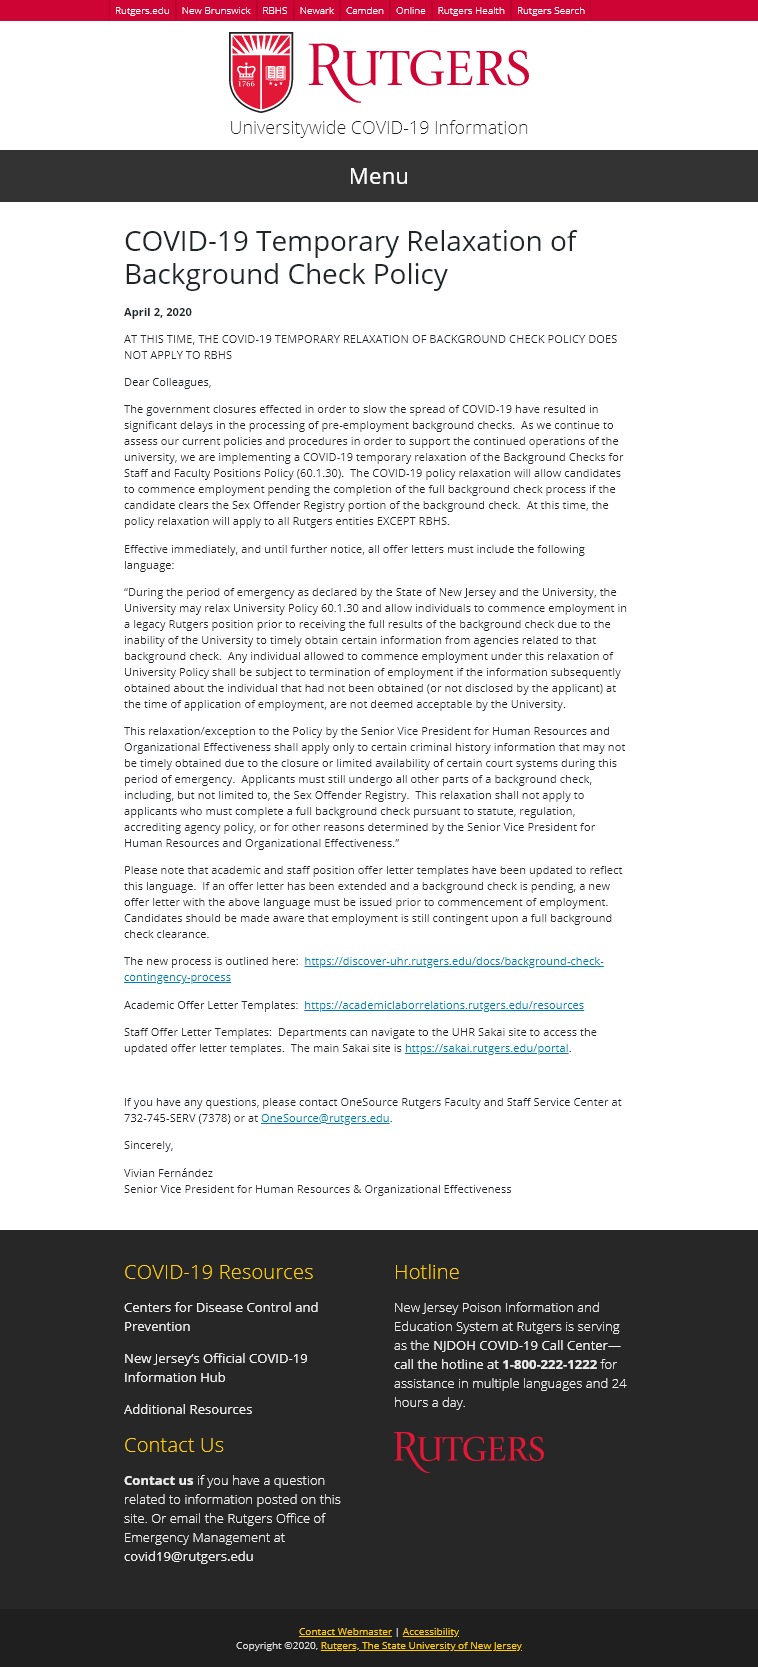 Rutgers.edu New Brunswick RBHS Newark Camden Online Rutgers Health Rutgers Search
1766
RUTGERS
Universitywide COVID-19 Information
Menu
COVID-19 Temporary Relaxation of
Background Check Policy
April 2, 2020
AT THIS TIME, THE COVID-19 TEMPORARY RELAXATION OF BACKGROUND CHECK POLICY DOES
NOT APPLY TO RBHS
Dear Colleagues,
The government closures effected in order to slow the spread of COVID-19 have resulted in
significant delays in the processing of pre-employment background checks.  As we continue to
assess our current policies and procedures in order to support the continued operations of the
university, we are implementing a COVID-19 temporary relaxation of the Background Checks for
Staff and Faculty Positions Policy (60.1.30).  The COVID-19 policy relaxation will allow candidates
to commence employment pending the completion of the full background check process if the
candidate clears the Sex Offender Registry portion of the background check.  At this time, the
policy relaxation will apply to all Rutgers entities EXCEPT RBHS.
Effective immediately, and until further notice, all offer letters must include the following
language:
“During the period of emergency as declared by the State of New Jersey and the University, the
University may relax University Policy 60.1.30 and allow individuals to commence employment in
a legacy Rutgers position prior to receiving the full results of the background check due to the
inability of the University to timely obtain certain information from agencies related to that
background check.  Any individual allowed to commence employment under this relaxation of
University Policy shall be subject to termination of employment if the information subsequently
obtained about the individual that had not been obtained (or not disclosed by the applicant) at
the time of application of employment, are not deemed acceptable by the University.
This relaxation/exception to the Policy by the Senior Vice President for Human Resources and
Organizational Effectiveness shall apply only to certain criminal history information that may not
be timely obtained due to the closure or limited availability of certain court systems during this
period of emergency.  Applicants must still undergo all other parts of a background check,
including, but not limited to, the Sex Offender Registry.  This relaxation shall not apply to
applicants who must complete a full background check pursuant to statute, regulation,
accrediting agency policy, or for other reasons determined by the Senior Vice President for
Human Resources and Organizational Effectiveness.”
Please note that academic and staff position offer letter templates have been updated to reflect
this language.  If an offer letter has been extended and a background check is pending, a new
offer letter with the above language must be issued prior to commencement of employment.
Candidates should be made aware that employment is still contingent upon a full background
check clearance.
The new process is outlined here:  https://discover-uhr.rutgers.edu/docs/background-check-
contingency-process
Academic Offer Letter Templates:  https://academiclaborrelations.rutgers.edu/resources
Staff Offer Letter Templates:  Departments can navigate to the UHR Sakai site to access the
updated offer letter templates.  The main Sakai site is https://sakai.rutgers.edu/portal.
If you have any questions, please contact OneSource Rutgers Faculty and Staff Service Center at
732-745-SERV (7378) or at OneSource@rutgers.edu.
Sincerely,
Vivian Fernández
Senior Vice President for Human Resources & Organizational Effectiveness
COVID-19 Resources
Centers for Disease Control and
Prevention
New Jersey’s Official COVID-19
Information Hub
Additional Resources
Contact Us
Contact us if you have a question
related to information posted on this
site. Or email the Rutgers Office of
Emergency Management at
covid19@rutgers.edu
Hotline
New Jersey Poison Information and
Education System at Rutgers is serving
as the NJDOH COVID-19 Call Center—
call the hotline at 1-800-222-1222 for
assistance in multiple languages and 24
hours a day.
RUTGERS
Contact Webmaster | Accessibility
Copyright ©2020, Rutgers, The State University of New Jersey